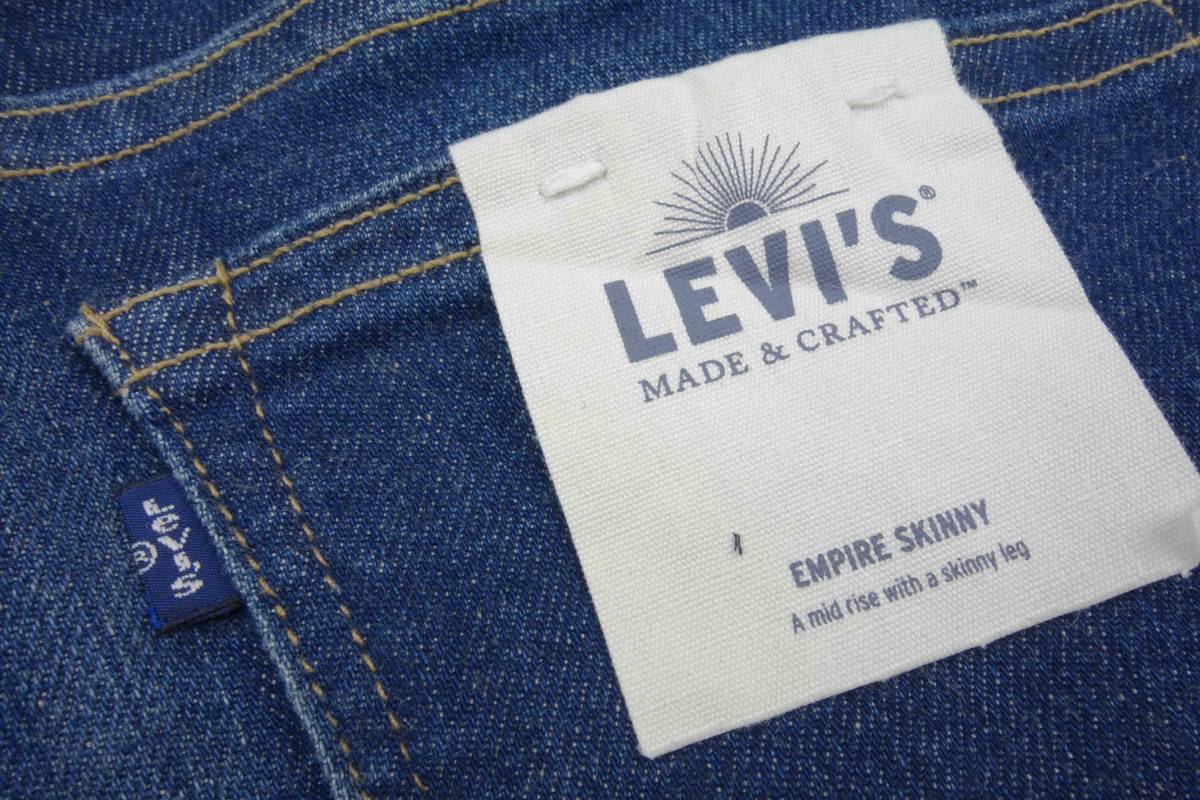 LEVI'S®
MADE & CRAFTED™
EMPIRE SKINNY
A mid rise with a skinny leg
LEVI'S
®